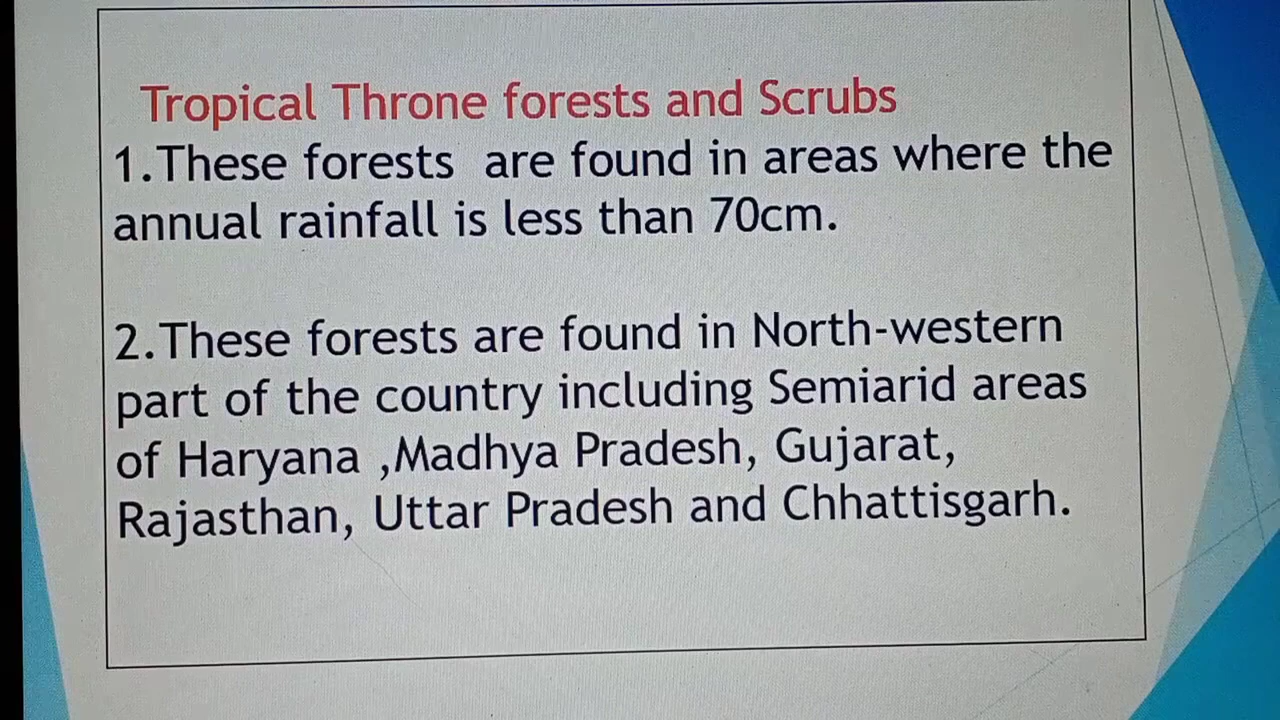 Tropical Throne forests and Scrubs
1.These forests are found in areas where the
annual rainfall is less than 70cm.
2.These forests are found in North-western
part of the country including Semiarid areas
of Haryana ,Madhya Pradesh, Gujarat,
Rajasthan, Uttar Pradesh and Chhattisgarh.